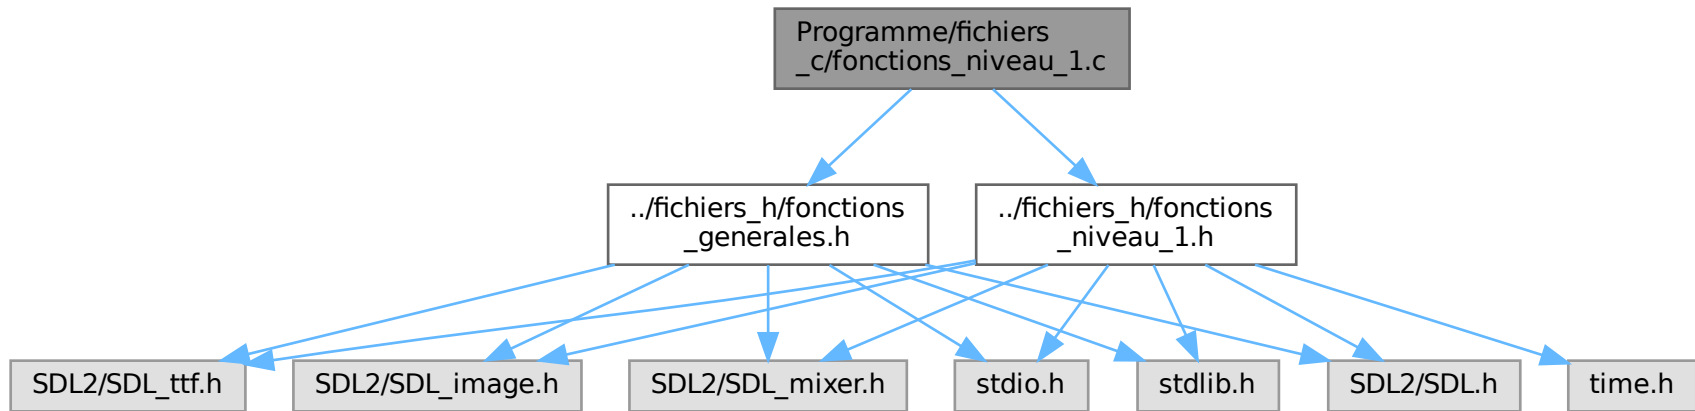 Programme/fichiers
_c/fonctions_niveau_1.c
../fichiers_h/fonctions
_generales.h
../fichiers_h/fonctions
_niveau_1.h
SDL2/SDL_ttf.h
SDL2/SDL_image.h
SDL2/SDL_mixer.h
stdio.h
stdlib.h
SDL2/SDL.h
time.h